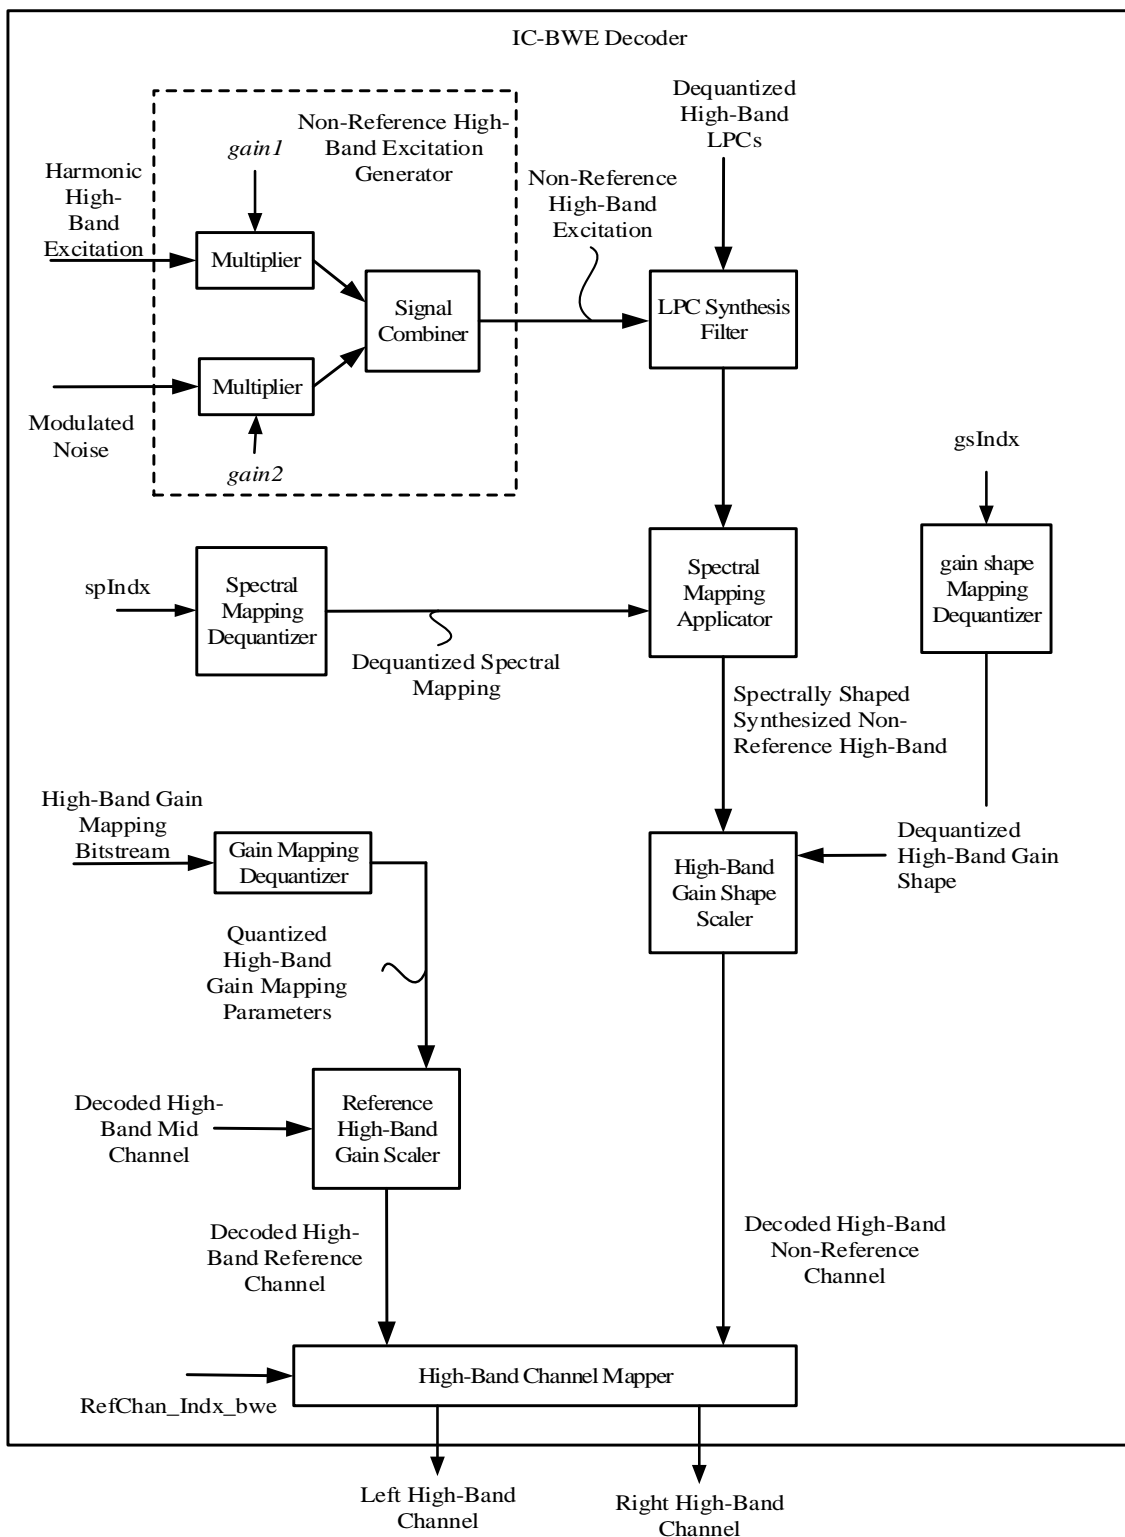 IC-BWE Decoder
Dequantized
High-Band
LPCs
Non-Reference High-
Band Excitation
Generator
gain1
Harmonic
High-
Band
Excitation
Non-Reference
High-Band
Excitation
Multiplier
Signal
Combiner
LPC Synthesis
Filter
Multiplier
Modulated
Noise
gain2
gsIndx
spIndx
Spectral
Mapping
Dequantizer
Spectral
Mapping
Applicator
gain shape
Mapping
Dequantizer
Dequantized Spectral
Mapping
Spectrally Shaped
Synthesized Non-
Reference High-Band
High-Band Gain
Mapping
Bitstream
Gain Mapping
Dequantizer
High-Band
Gain Shape
Scaler
Dequantized
High-Band Gain
Shape
Quantized
High-Band
Gain Mapping
Parameters
Decoded High-
Band Mid
Channel
Reference
High-Band
Gain Scaler
Decoded High-
Band Reference
Channel
Decoded High-Band
Non-Reference
Channel
High-Band Channel Mapper
RefChan_Indx_bwe
Left High-Band
Channel
Right High-Band
Channel